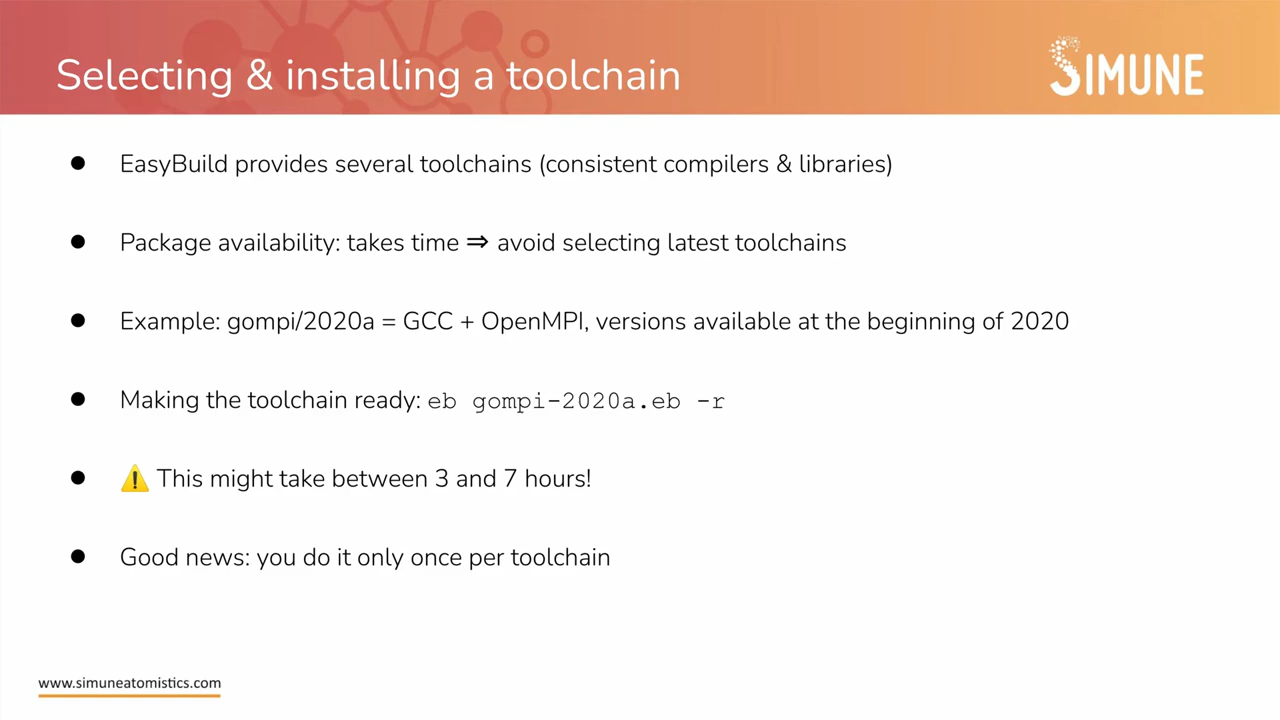 Selecting & installing a toolchain
SIMUNE
● EasyBuild provides several toolchains (consistent compilers & libraries)
● Package availability: takes time ⇒ avoid selecting latest toolchains
● Example: gompi/2020a = GCC + OpenMPI, versions available at the beginning of 2020
● Making the toolchain ready: eb gompi-2020a.eb -r
● ⚠️ This might take between 3 and 7 hours!
● Good news: you do it only once per toolchain
www.simuneatomistics.com